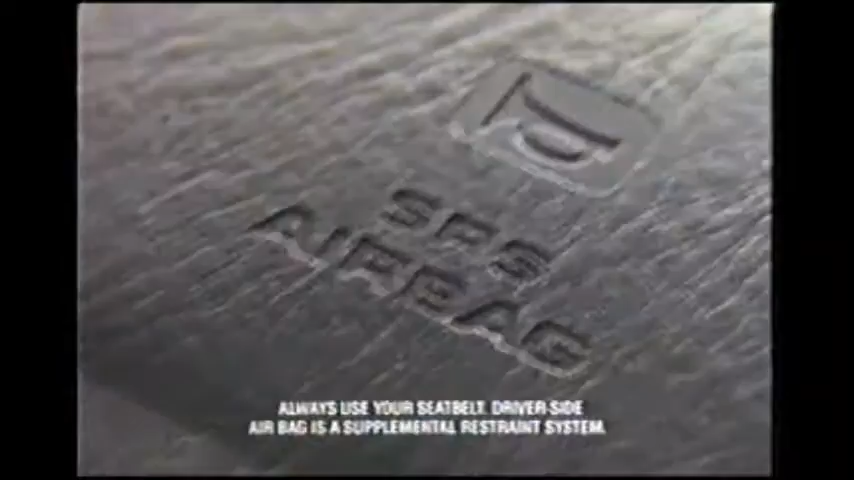 SRS
AIRBAG
ALWAYS USE YOUR SEATBELT. DRIVER-SIDE
AIR BAG IS A SUPPLEMENTAL RESTRAINT SYSTEM.